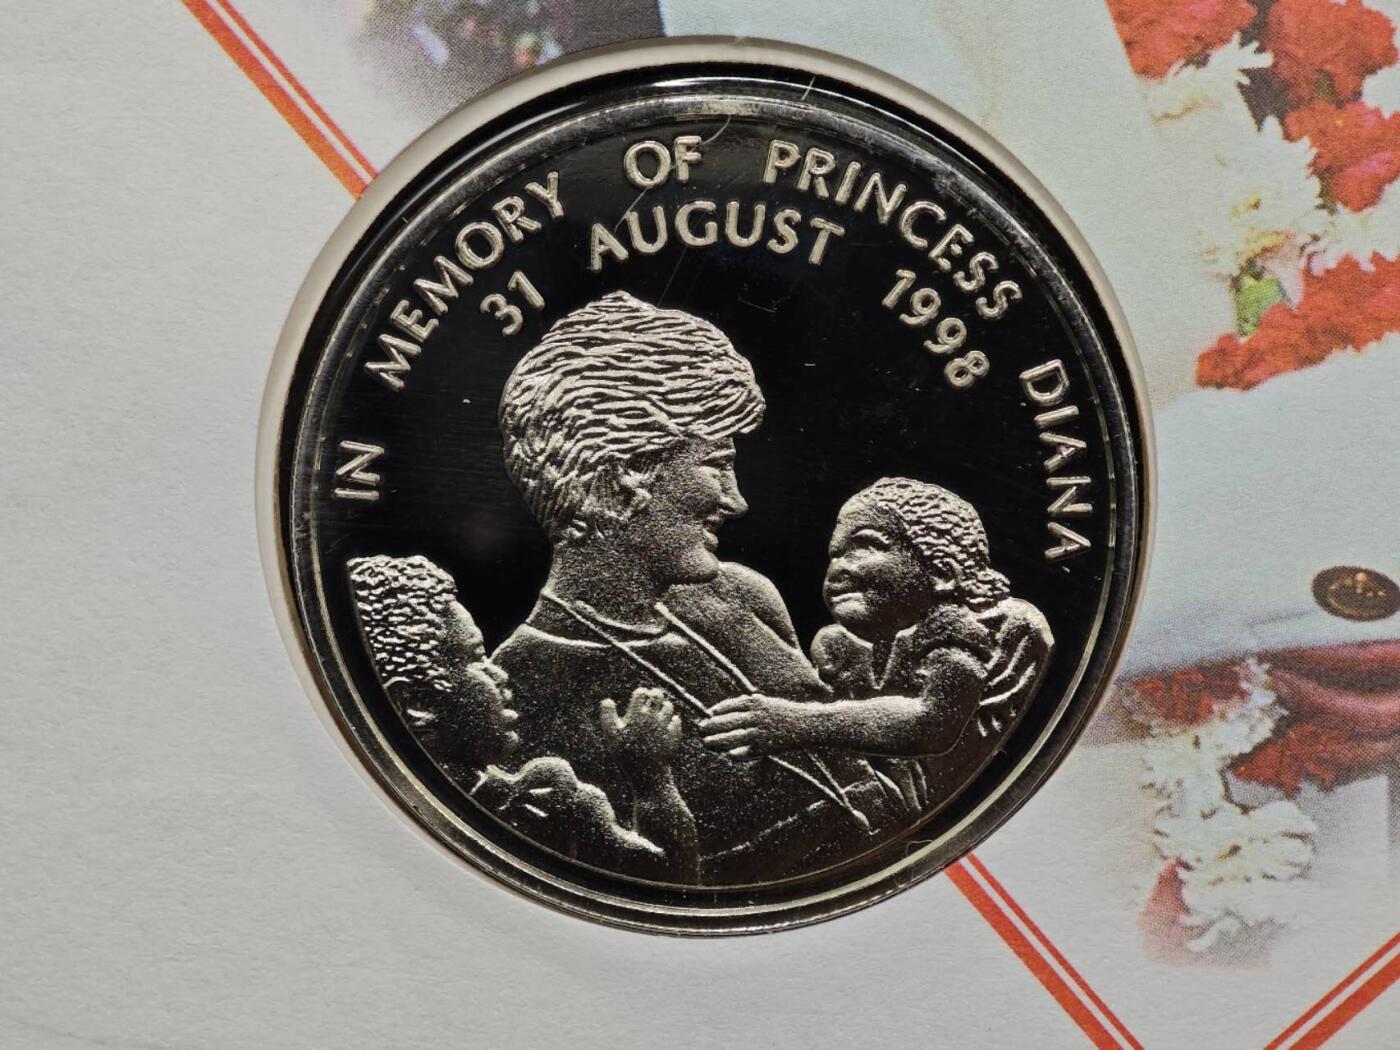 IN MEMORY OF PRINCESS DIANA
31 AUGUST 1998